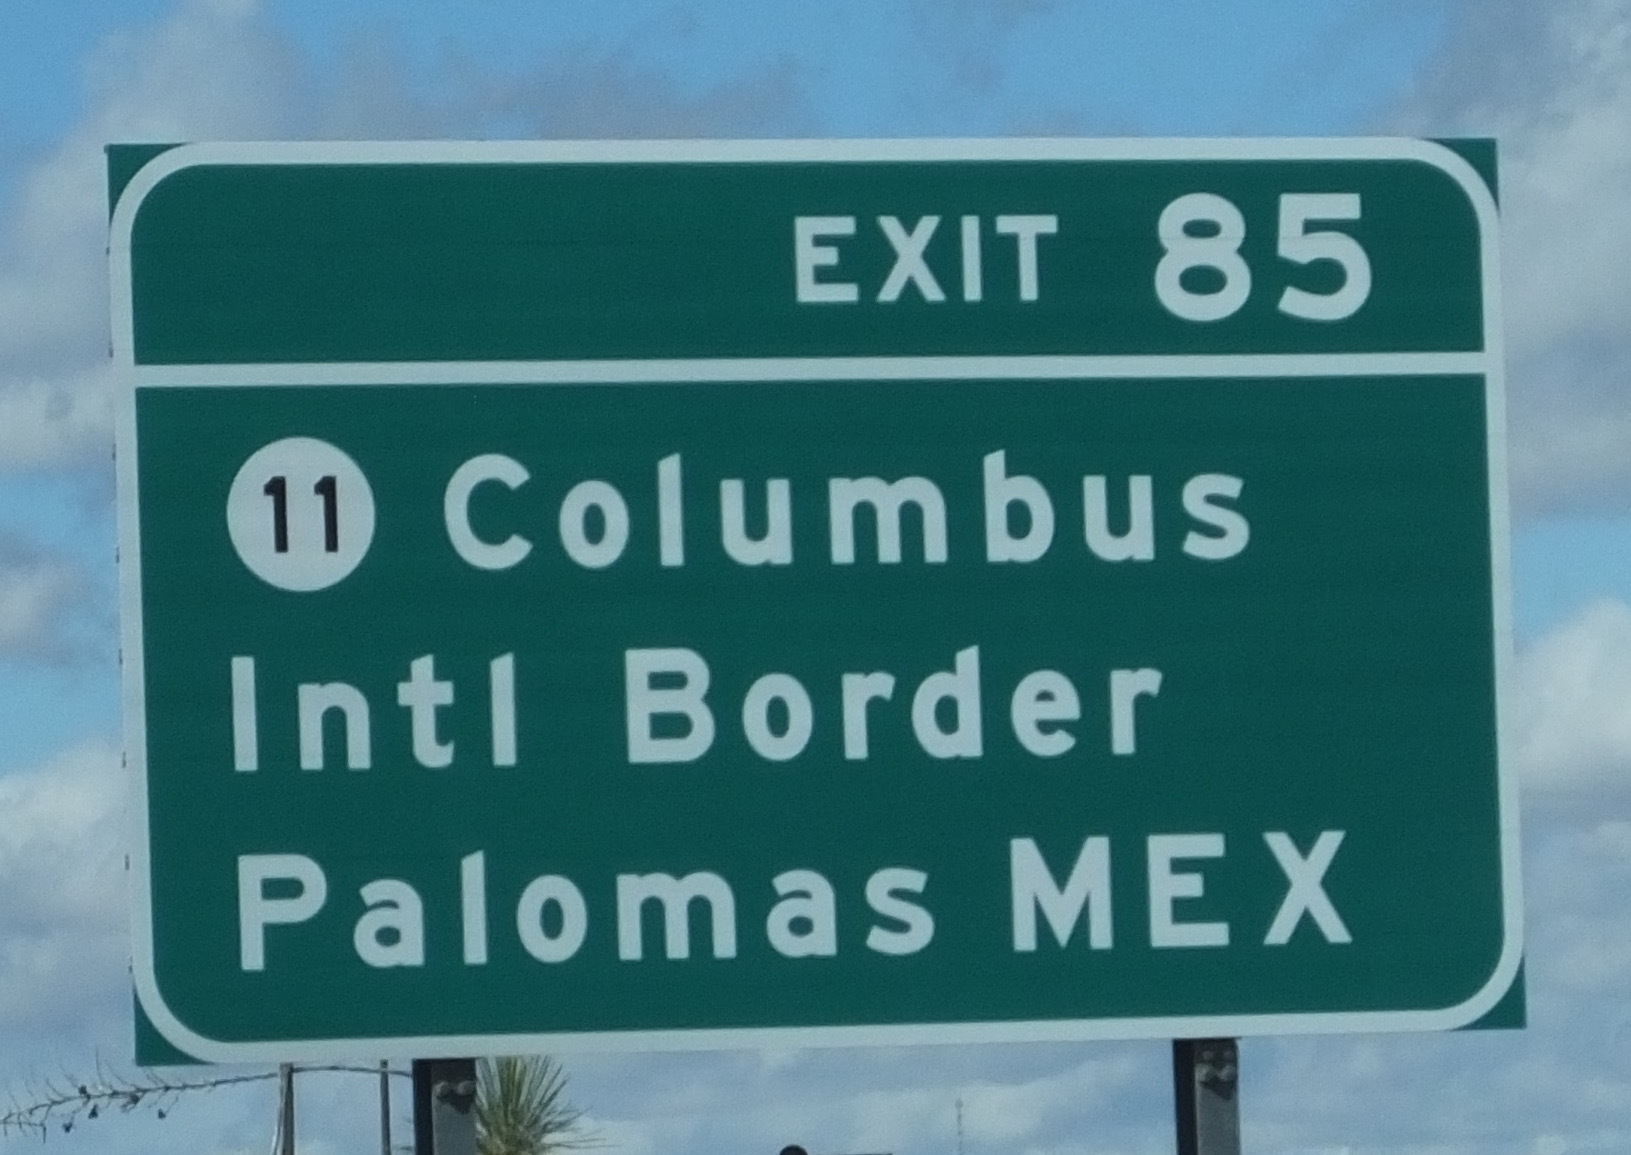 EXIT 85
11 Columbus
Intl Border
Palomas MEX